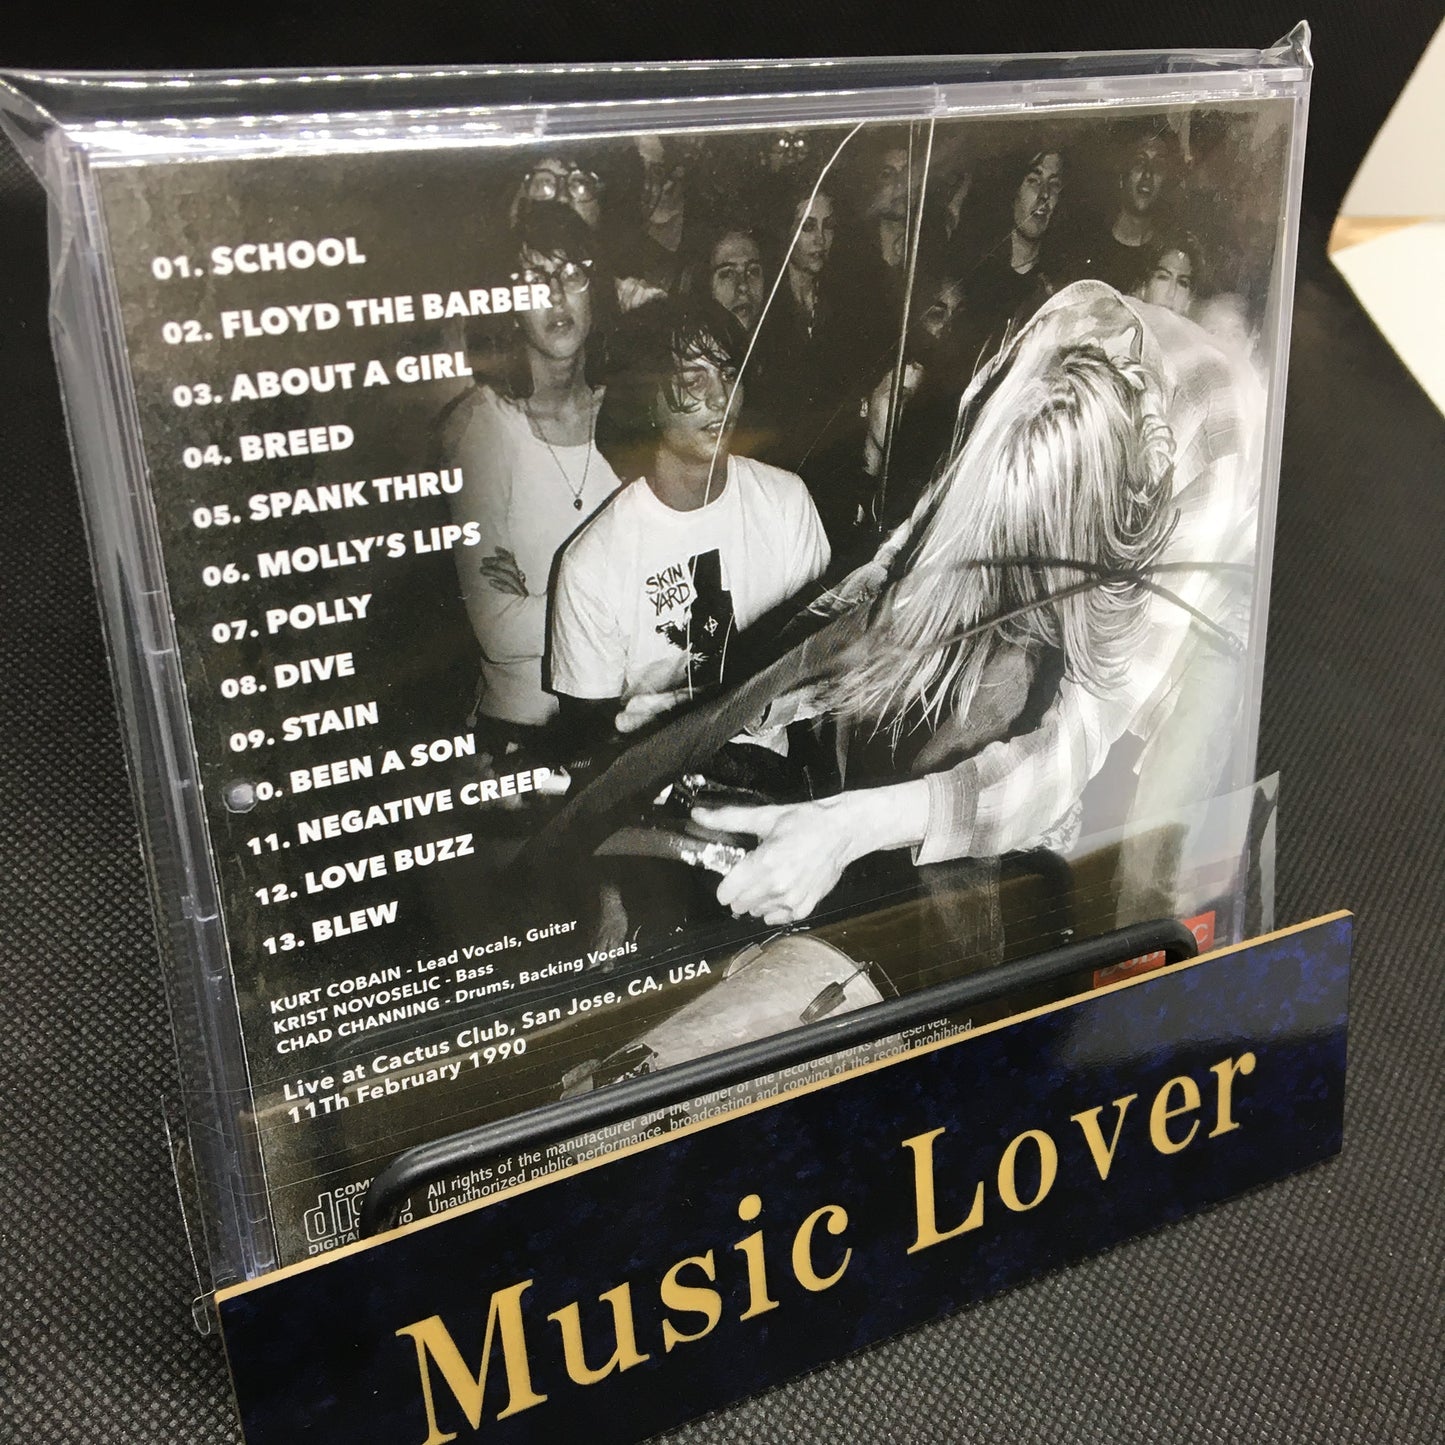 01. SCHOOL
02. FLOYD THE BARBER
03. ABOUT A GIRL
04. BREED
05. SPANK THRU
06. MOLLY'S LIPS
07. POLLY
08. DIVE
09. STAIN
0. BEEN A SON
11. NEGATIVE CREEP
12. LOVE BUZZ
13. BLEW
SKIN
YARD
KURT COBAIN - Lead Vocals, Guitar
KRIST NOVOSELIC - Bass
CHAD CHANNING - Drums, Backing Vocals
Live at Cactus Club, San Jose, CA, USA
11Th February 1990
All rights of the manufacturer and the owner of the recorded works are reserved.
Unauthorized public performance, broadcasting and copying of the record prohibited.
DIGITAL
Music Lover